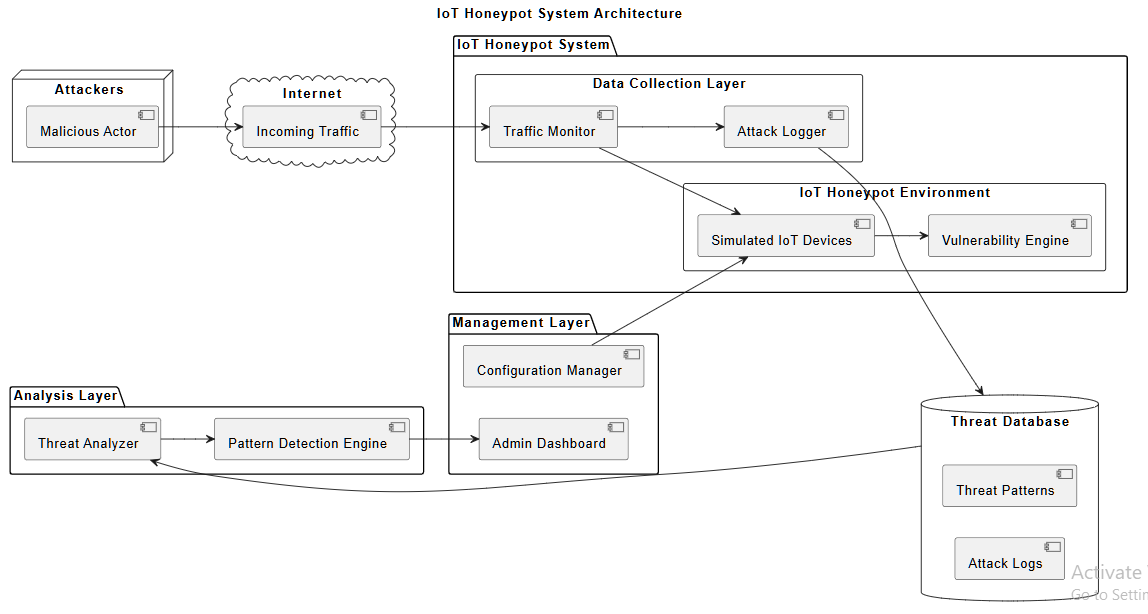 IoT Honeypot System Architecture
IoT Honeypot System
Attackers
Malicious Actor
Internet
Incoming Traffic
Data Collection Layer
Traffic Monitor
Attack Logger
IoT Honeypot Environment
Simulated IoT Devices
Vulnerability Engine
Management Layer
Configuration Manager
Admin Dashboard
Analysis Layer
Threat Analyzer
Pattern Detection Engine
Threat Database
Threat Patterns
Attack Logs
Activate
Go to